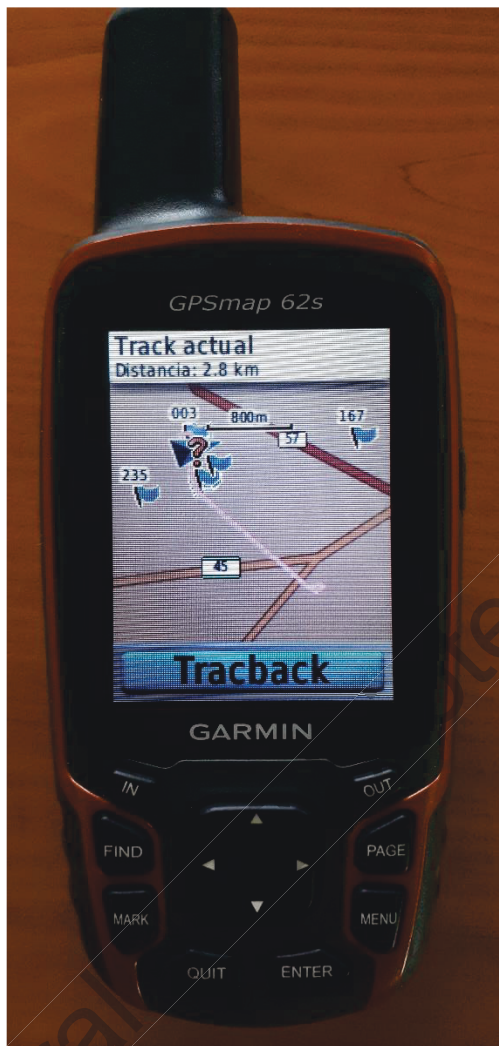 GPSmap 62s
Track actual
Distancia: 2.8 km
003
800m
57
167
235
45
Tracback
GARMIN
IN
OUT
FIND
PAGE
MARK
MENU
QUIT
ENTER